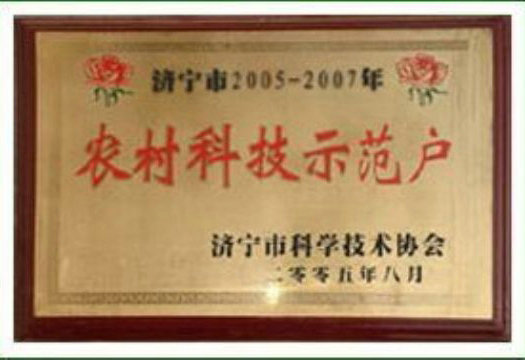 济宁市2005-2007年
农村科技示范户
济宁市科学技术协会
二零零五年八月